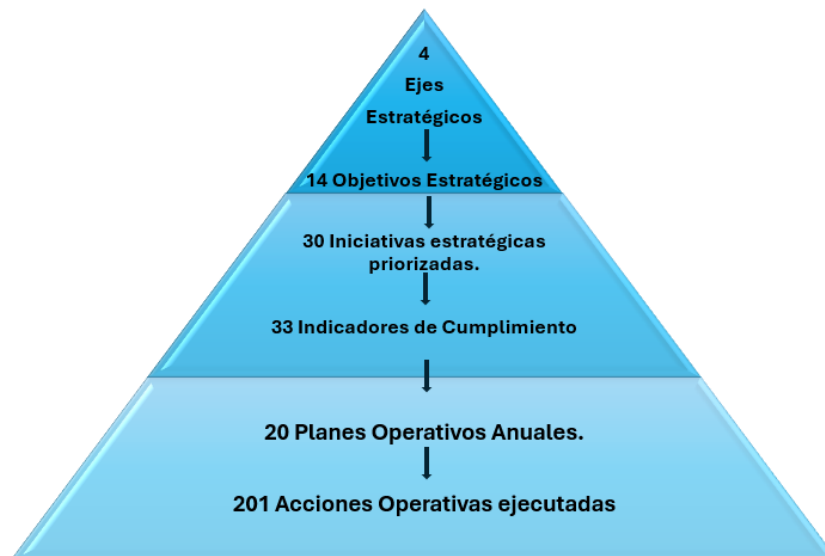 4
Ejes
Estratégicos
14 Objetivos Estratégicos
30 Iniciativas estratégicas
priorizadas.
33 Indicadores de Cumplimiento
20 Planes Operativos Anuales.
201 Acciones Operativas ejecutadas